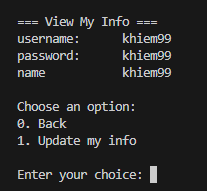 === View My Info ===
username:      khiem99
password:      khiem99
name           khiem99
Choose an option:
0. Back
1. Update my info
Enter your choice: